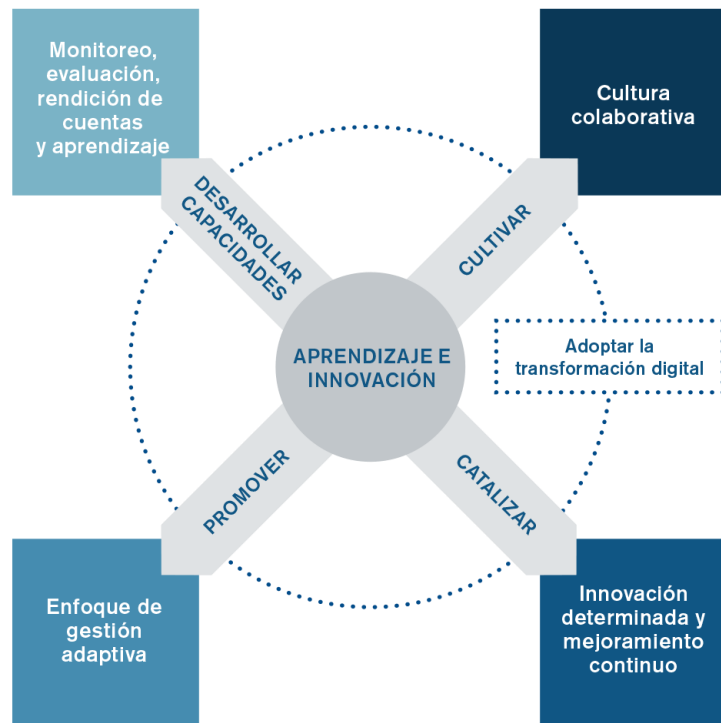 Monitoreo,
evaluación,
rendición de
cuentas
y aprendizaje
Cultura
colaborativa
DESARROLLAR
CAPACIDADES
CULTIVAR
APRENDIZAJE E
INNOVACIÓN
Adoptar la
transformación digital
PROMOVER
CATALIZAR
Enfoque de
gestión
adaptiva
Innovación
determinada y
mejoramiento
continuo